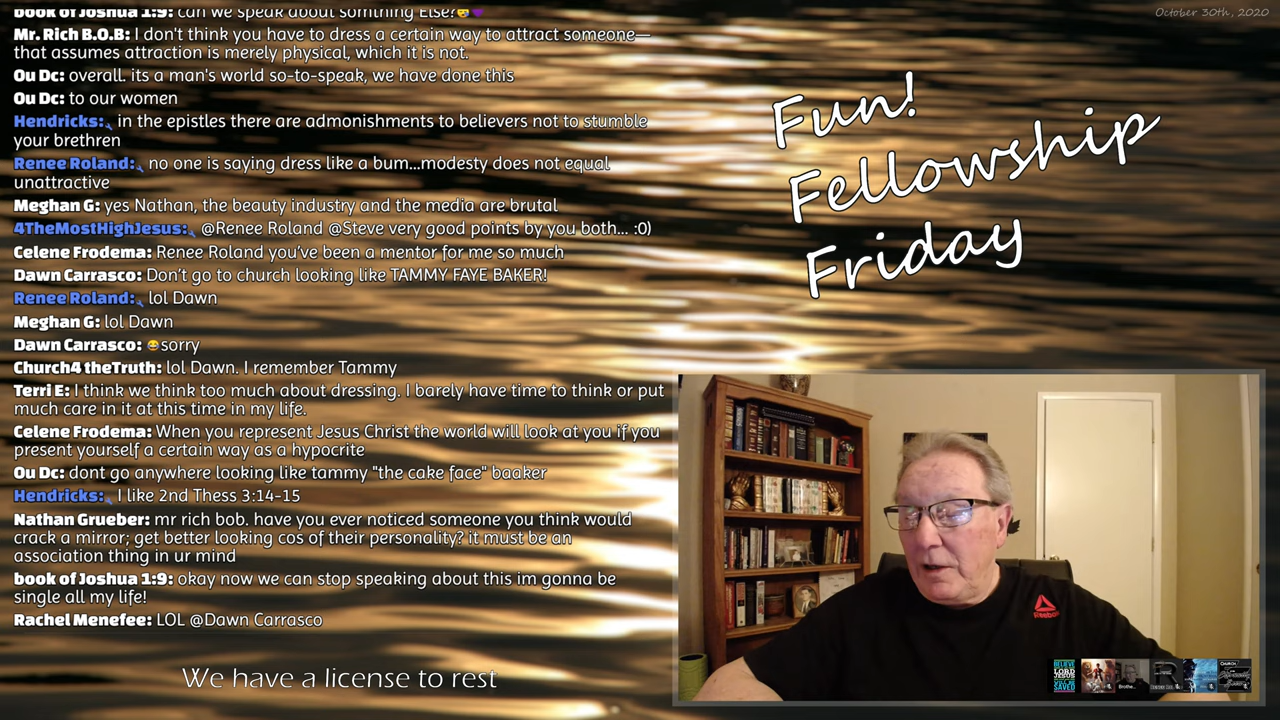 book of Joshua 1:9: can we speak about somthing Else?😪💜
Mr. Rich B.O.B: I don't think you have to dress a certain way to attract someone—
that assumes attraction is merely physical, which it is not.
Ou Dc: overall. its a man's world so-to-speak, we have done this
Ou Dc: to our women
Hendricks: in the epistles there are admonishments to believers not to stumble
your brethren
Renee Roland: no one is saying dress like a bum...modesty does not equal
unattractive
Meghan G: yes Nathan, the beauty industry and the media are brutal
4TheMostHighJesus: @Renee Roland @Steve very good points by you both... :0)
Celene Frodema: Renee Roland you've been a mentor for me so much
Dawn Carrasco: Don't go to church looking like TAMMY FAYE BAKER!
Renee Roland: lol Dawn
Meghan G: lol Dawn
Dawn Carrasco: 😂sorry
Church4 theTruth: lol Dawn. I remember Tammy
Terri E: I think we think too much about dressing. I barely have time to think or put
much care in it at this time in my life.
Celene Frodema: When you represent Jesus Christ the world will look at you if you
present yourself a certain way as a hypocrite
Ou Dc: dont go anywhere looking like tammy "the cake face" baaker
Hendricks: I like 2nd Thess 3:14-15
Nathan Grueber: mr rich bob. have you ever noticed someone you think would
crack a mirror; get better looking cos of their personality? it must be an
association thing in ur mind
book of Joshua 1:9: okay now we can stop speaking about this im gonna be
single all my life!
Rachel Menefee: LOL @Dawn Carrasco
We have a license to rest
October 30th, 2020
Fun!
Fellowship
Friday
Reebok
BELIEVE
LORD
JESUS
SAVED
Brothe...
CHURCH